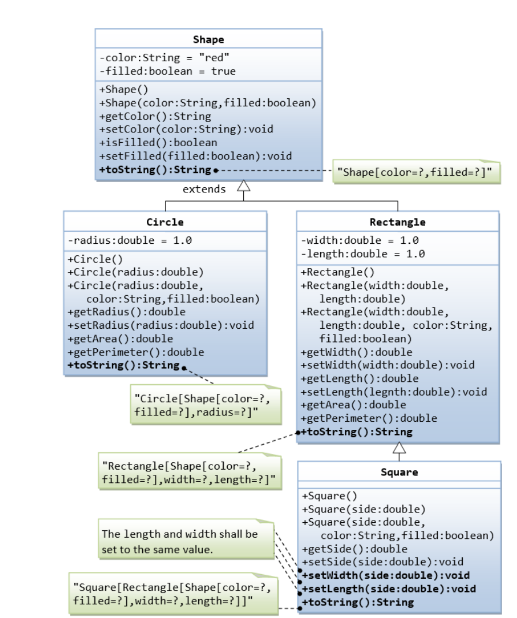 Shape
-color:String = "red"
-filled:boolean = true
+Shape()
+Shape(color:String,filled:boolean)
+getColor():String
+setColor(color:String):void
+isFilled():boolean
+setFilled(filled:boolean):void
+toString():String
"Shape[color=?,filled=?]"
extends
Circle
-radius:double = 1.0
+Circle()
+Circle(radius:double)
+Circle(radius:double,
color:String,filled:boolean)
+getRadius():double
+setRadius(radius:double):void
+getArea():double
+getPerimeter():double
+toString():String
"Circle[Shape[color=?,
filled=?],radius=?]"
Rectangle
-width:double = 1.0
-length:double = 1.0
+Rectangle()
+Rectangle(width:double,
length:double)
+Rectangle(width:double,
length:double, color:String,
filled:boolean)
+getWidth():double
+setWidth(width:double):void
+getLength():double
+setLength(legnth:double):void
+getArea():double
+getPerimeter():double
+toString():String
"Rectangle[Shape[color=?,
filled=?],width=?,length=?]"
Square
+Square()
+Square(side:double)
+Square(side:double,
color:String,filled:boolean)
+getSide():double
+setSide(side:double):void
+setWidth(side:double):void
+setLength(side:double):void
+toString():String
The length and width shall be
set to the same value.
"Square[Rectangle[Shape[color=?,
filled=?],width=?,length=?]]"